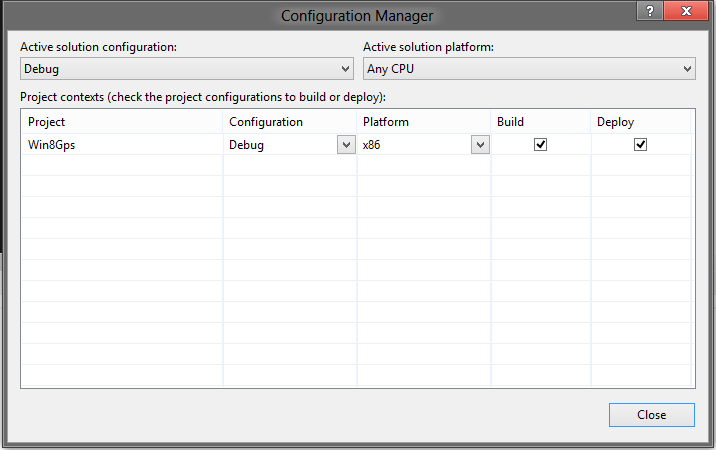 Configuration Manager
? X
Active solution configuration: Active solution platform:
Debug Any CPU
Project contexts (check the project configurations to build or deploy):
Project Configuration Platform Build Deploy
Win8Gps Debug x86
Close